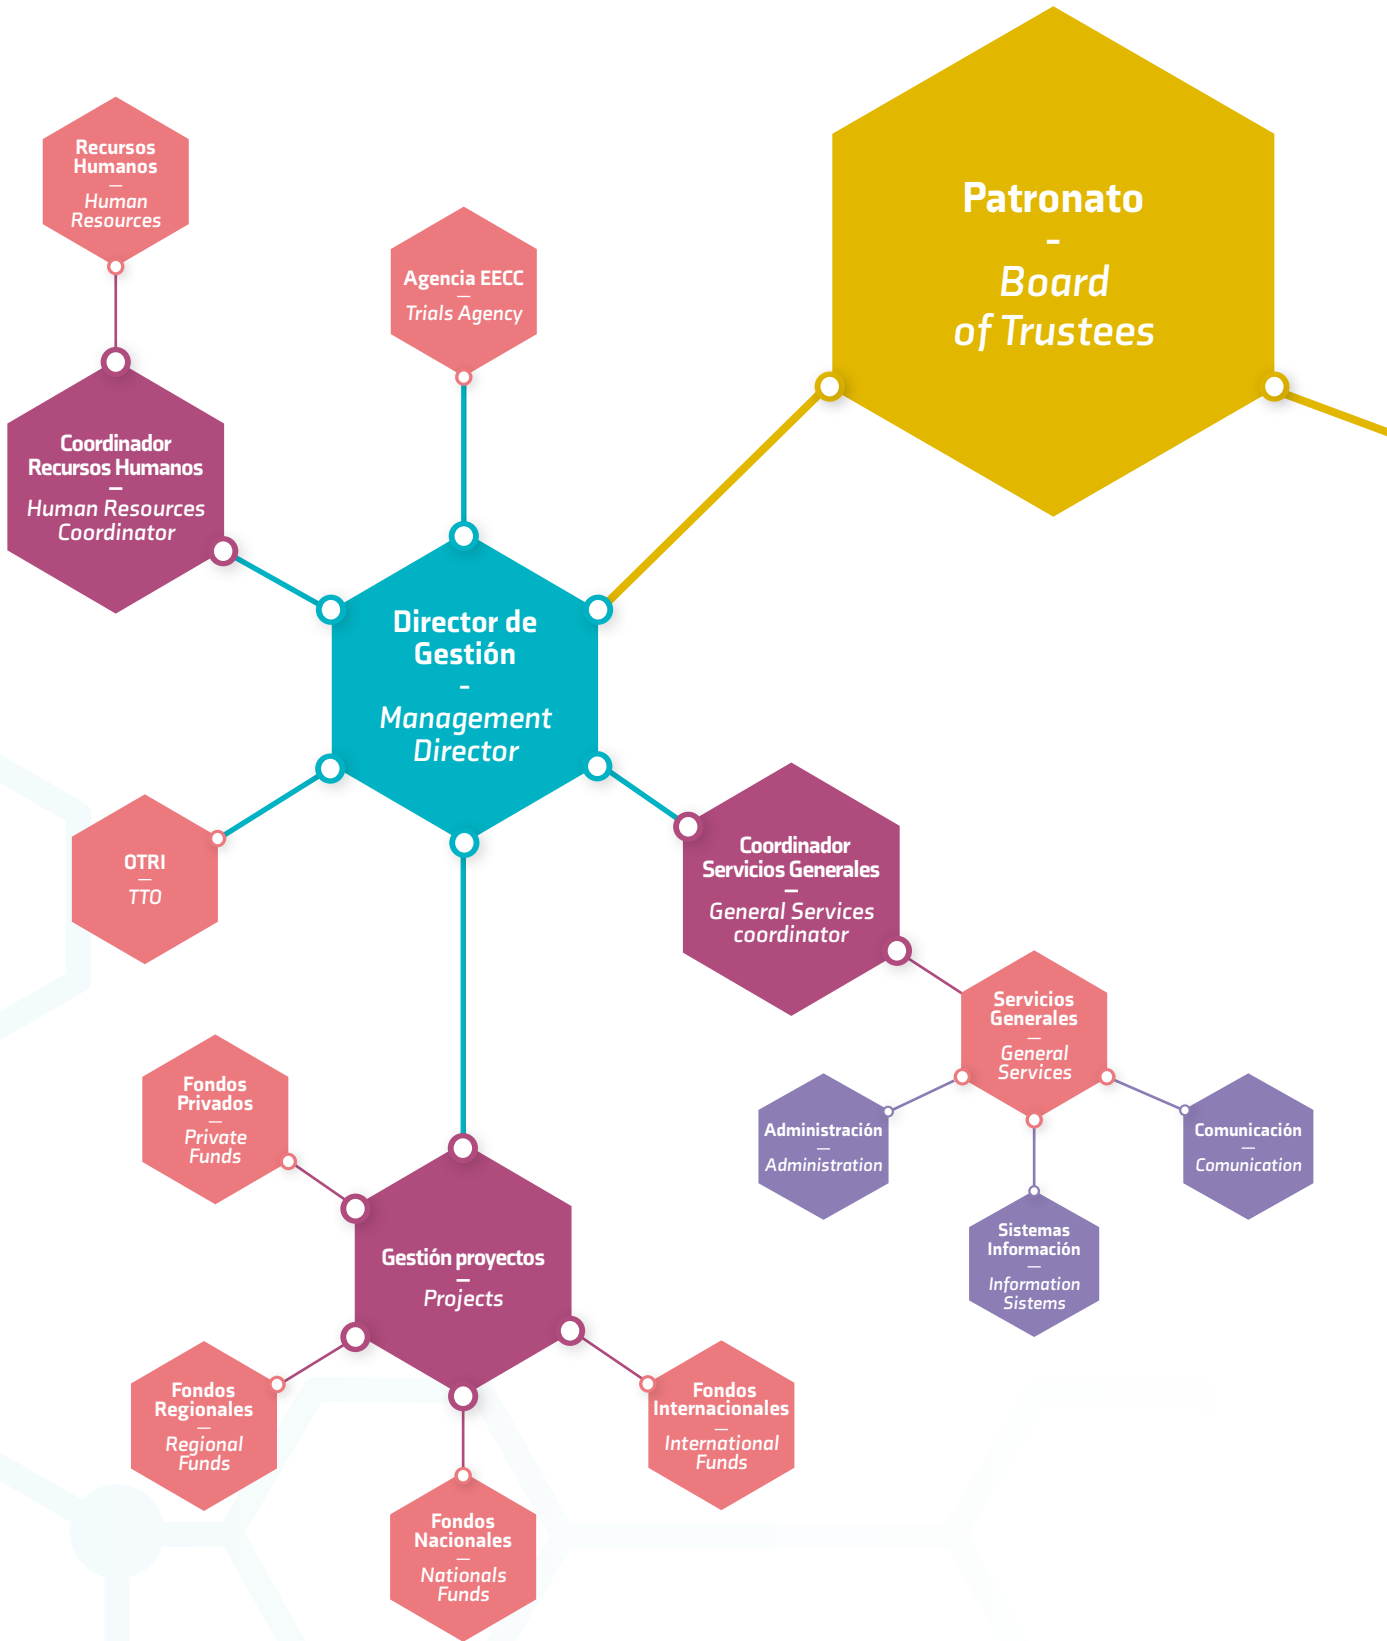 Patronato
-
Board
of Trustees
Recursos
Humanos
—
Human
Resources
Agencia EECC
—
Trials Agency
Coordinador
Recursos Humanos
—
Human Resources
Coordinator
Director de
Gestión
-
Management
Director
OTRI
—
TTO
Coordinador
Servicios Generales
—
General Services
coordinator
Servicios
Generales
—
General
Services
Administración
—
Administration
Sistemas
Información
—
Information
Sistems
Comunicación
—
Comunication
Fondos
Privados
—
Private
Funds
Gestión proyectos
—
Projects
Fondos
Regionales
—
Regional
Funds
Fondos
Nacionales
—
Nationals
Funds
Fondos
Internacionales
—
International
Funds